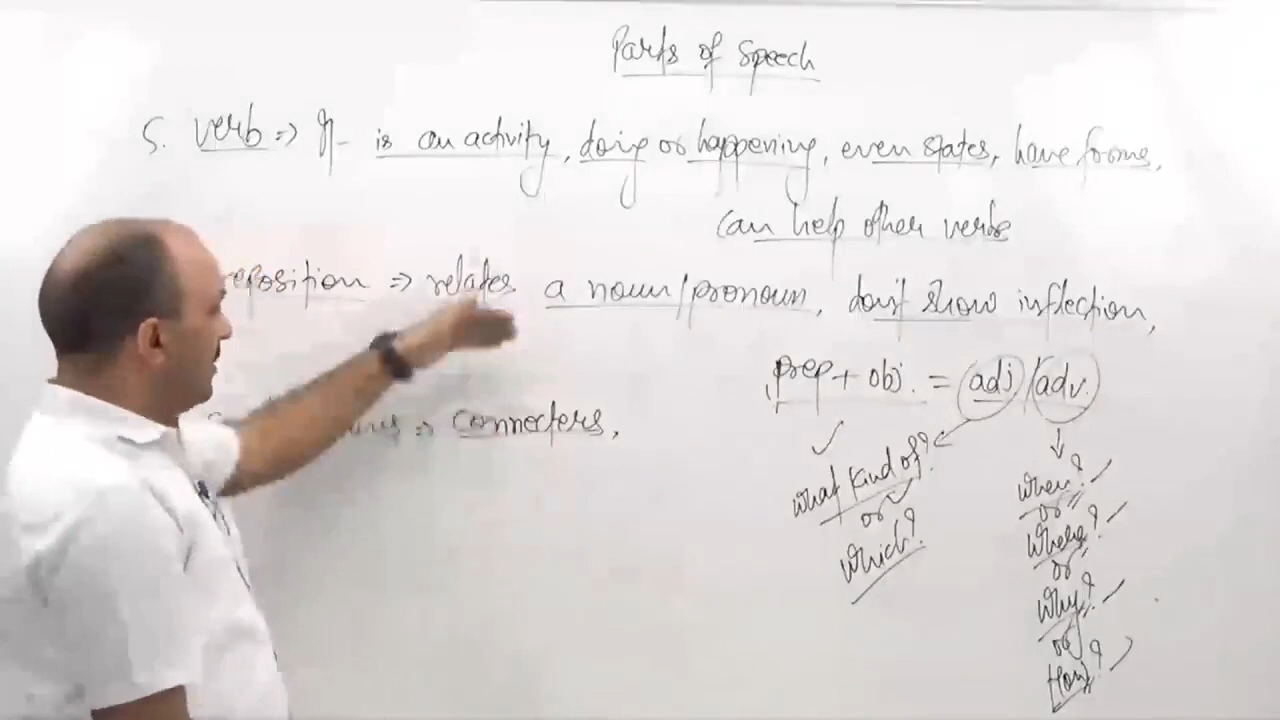 Parts of Speech
5. verb => It is an activity, doing or happening, even states, have forms,
can help other verbs
reposition => relates a noun/pronoun, don't show inflection,
prep + obj. = adj/adv.
what kind of?
or
which?
when?
or
where?
or
why?
or
How?
=> connecters,